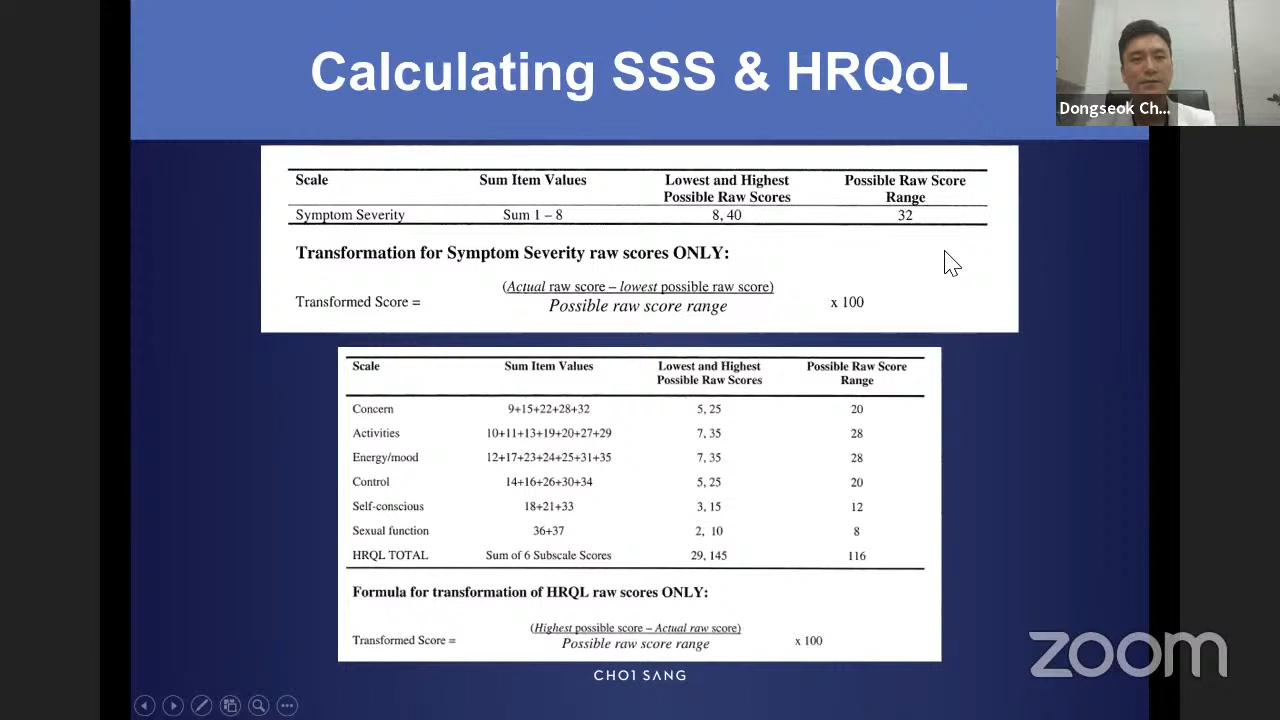 Calculating SSS & HRQoL
Dongseok Ch...
Scale Sum Item Values Lowest and Highest Possible Raw Scores Possible Raw Score Range
Symptom Severity Sum 1 – 8 8, 40 32
Transformation for Symptom Severity raw scores ONLY:
Transformed Score = (Actual raw score – lowest possible raw score) x 100
Possible raw score range
Scale Sum Item Values Lowest and Highest Possible Raw Scores Possible Raw Score Range
Concern 9+15+22+28+32 5, 25 20
Activities 10+11+13+19+20+27+29 7, 35 28
Energy/mood 12+17+23+24+25+31+35 7, 35 28
Control 14+16+26+30+34 5, 25 20
Self-conscious 18+21+33 3, 15 12
Sexual function 36+37 2, 10 8
HRQL TOTAL Sum of 6 Subscale Scores 29, 145 116
Formula for transformation of HRQL raw scores ONLY:
Transformed Score = (Highest possible score – Actual raw score) x 100
Possible raw score range
CHOI SANG
zoom